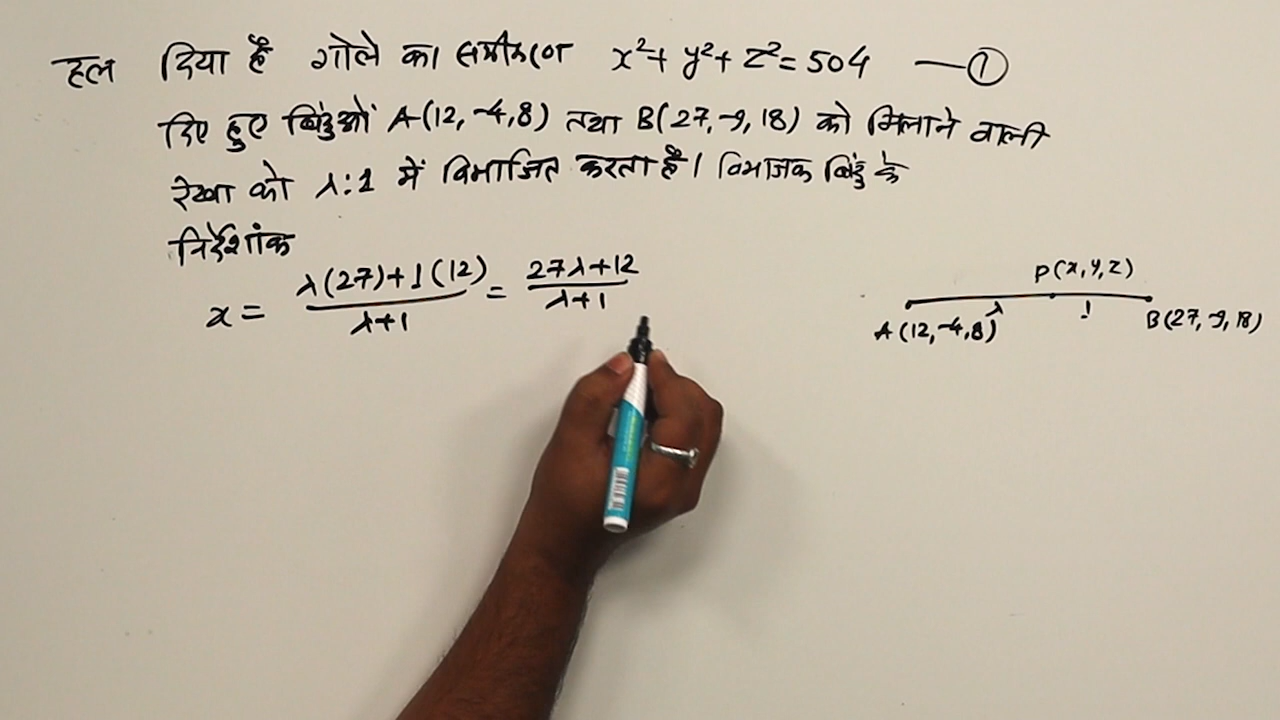 हल दिया है गोले का समीकरण x²+ y²+ z² = 504 —①
दिए हुए बिंदुओं A(12, -4, 8) तथा B(27, -9, 18) को मिलाने वाली
रेखा को λ:1 में विभाजित करता है। विभाजक बिंदु के
निर्देशांक
x = λ(27)+1(12)/λ+1 = 27λ+12/λ+1
P(x, y, z)
λ 1
A(12, -4, 8) B(27, -9, 18)